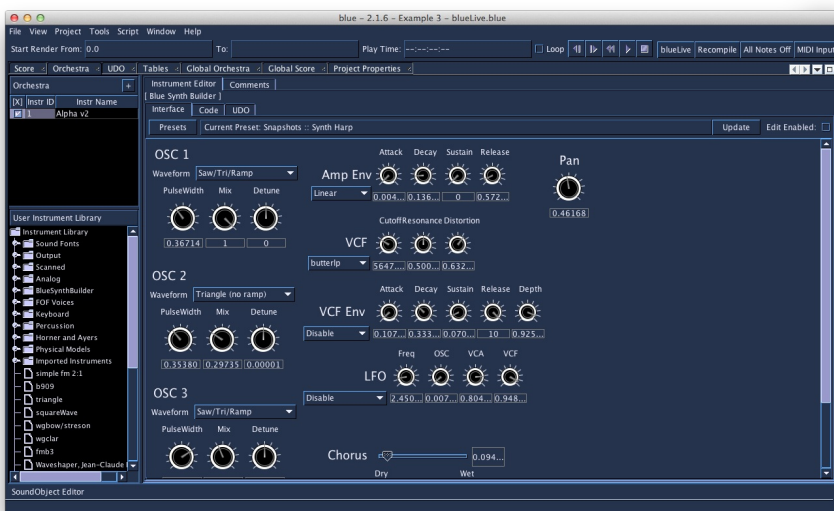 blue – 2.1.6 – Example 3 – blueLive.blue
File View Project Tools Script Window Help
Start Render From: 0.0 To: Play Time: --:--:--:-- Loop blueLive Recompile All Notes Off MIDI Input
Score Orchestra UDO Tables Global Orchestra Global Score Project Properties
Orchestra +
Instrument Editor Comments
[ Blue Synth Builder ]
[X] Instr ID Instr Name
Interface Code UDO
1 Alpha v2
Presets Current Preset: Snapshots :: Synth Harp Update Edit Enabled:
OSC 1
Waveform Saw/Tri/Ramp
PulseWidth Mix Detune
0.36714 1 0
Attack Decay Sustain Release
Amp Env
Linear 0.004... 0.136... 0 0.572...
Pan
0.46168
Cutoff Resonance Distortion
VCF
butterlp 5647.... 0.500... 0.632...
OSC 2
Waveform Triangle (no ramp)
PulseWidth Mix Detune
0.35380 0.29735 0.00001
Attack Decay Sustain Release Depth
VCF Env
Disable 0.107... 0.333... 0.070... 10 0.925...
Freq OSC VCA VCF
LFO
Disable 2.450... 0.007... 0.804... 0.948...
OSC 3
Waveform Saw/Tri/Ramp
PulseWidth Mix Detune
Chorus 0.094...
Dry Wet
User Instrument Library
Instrument Library
Sound Fonts
Output
Scanned
Analog
BlueSynthBuilder
FOF Voices
Keyboard
Percussion
Horner and Ayers
Physical Models
Imported Instruments
simple fm 2:1
b909
triangle
squareWave
wgbow/streson
wgclar
fmb3
Waveshaper, Jean-Claude
SoundObject Editor